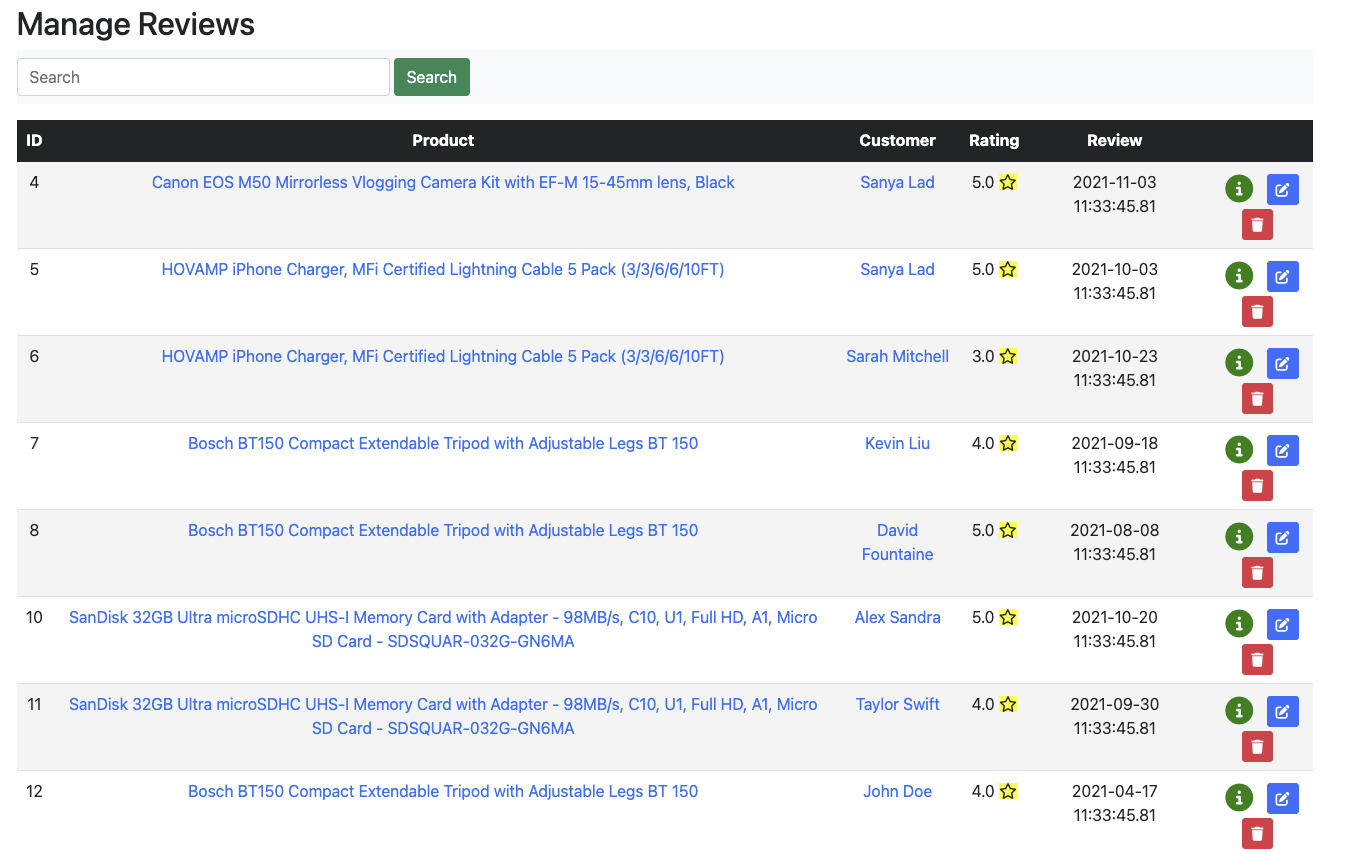 Manage Reviews
Search Search
ID Product Customer Rating Review
4 Canon EOS M50 Mirrorless Vlogging Camera Kit with EF-M 15-45mm lens, Black Sanya Lad 5.0 2021-11-03
11:33:45.81
5 HOVAMP iPhone Charger, MFi Certified Lightning Cable 5 Pack (3/3/6/6/10FT) Sanya Lad 5.0 2021-10-03
11:33:45.81
6 HOVAMP iPhone Charger, MFi Certified Lightning Cable 5 Pack (3/3/6/6/10FT) Sarah Mitchell 3.0 2021-10-23
11:33:45.81
7 Bosch BT150 Compact Extendable Tripod with Adjustable Legs BT 150 Kevin Liu 4.0 2021-09-18
11:33:45.81
8 Bosch BT150 Compact Extendable Tripod with Adjustable Legs BT 150 David 5.0 2021-08-08
Fountaine 11:33:45.81
10 SanDisk 32GB Ultra microSDHC UHS-I Memory Card with Adapter - 98MB/s, C10, U1, Full HD, A1, Micro Alex Sandra 5.0 2021-10-20
SD Card - SDSQUAR-032G-GN6MA 11:33:45.81
11 SanDisk 32GB Ultra microSDHC UHS-I Memory Card with Adapter - 98MB/s, C10, U1, Full HD, A1, Micro Taylor Swift 4.0 2021-09-30
SD Card - SDSQUAR-032G-GN6MA 11:33:45.81
12 Bosch BT150 Compact Extendable Tripod with Adjustable Legs BT 150 John Doe 4.0 2021-04-17
11:33:45.81